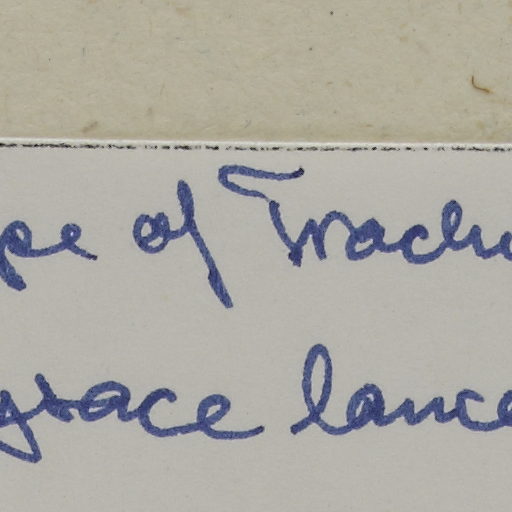 pe of Trach
grace lance